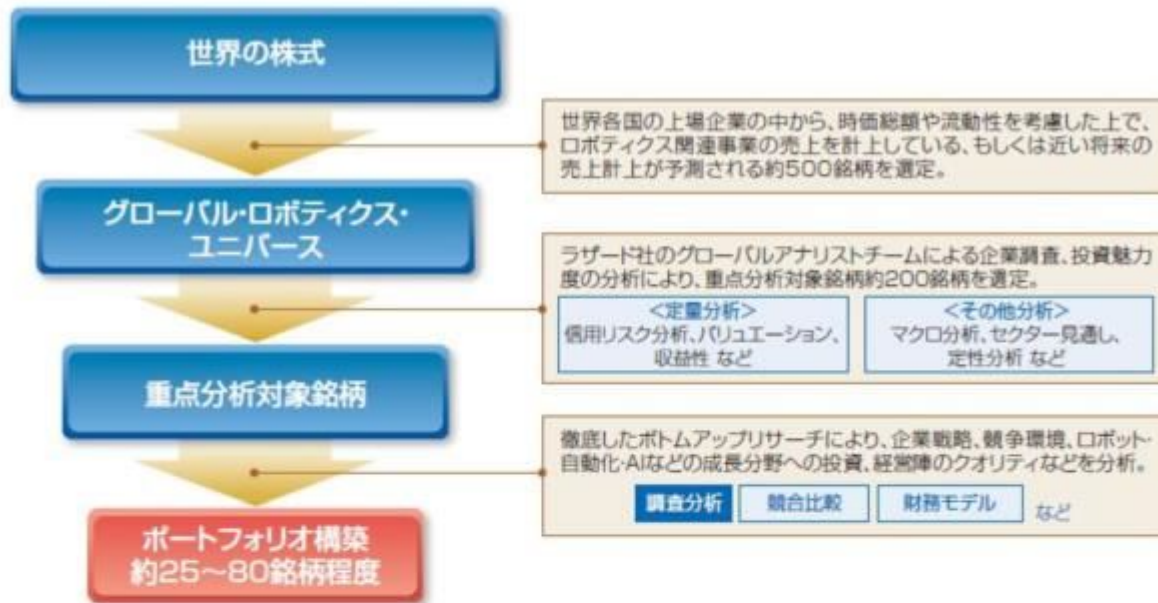 世界の株式
世界各国の上場企業の中から、時価総額や流動性を考慮した上で、
ロボティクス関連事業の売上を計上している、もしくは近い将来の
売上計上が予測される約500銘柄を選定。
グローバル・ロボティクス・
ユニバース
ラザード社のグローバルアナリストチームによる企業調査、投資魅力
度の分析により、重点分析対象銘柄約200銘柄を選定。
<定量分析>
信用リスク分析、バリュエーション、
収益性 など
<その他分析>
マクロ分析、セクター見通し、
定性分析 など
重点分析対象銘柄
徹底したボトムアップリサーチにより、企業戦略、競争環境、ロボット・
自動化・AIなどの成長分野への投資、経営陣のクオリティなどを分析。
調査分析
競合比較
財務モデル
など
ポートフォリオ構築
約25～80銘柄程度